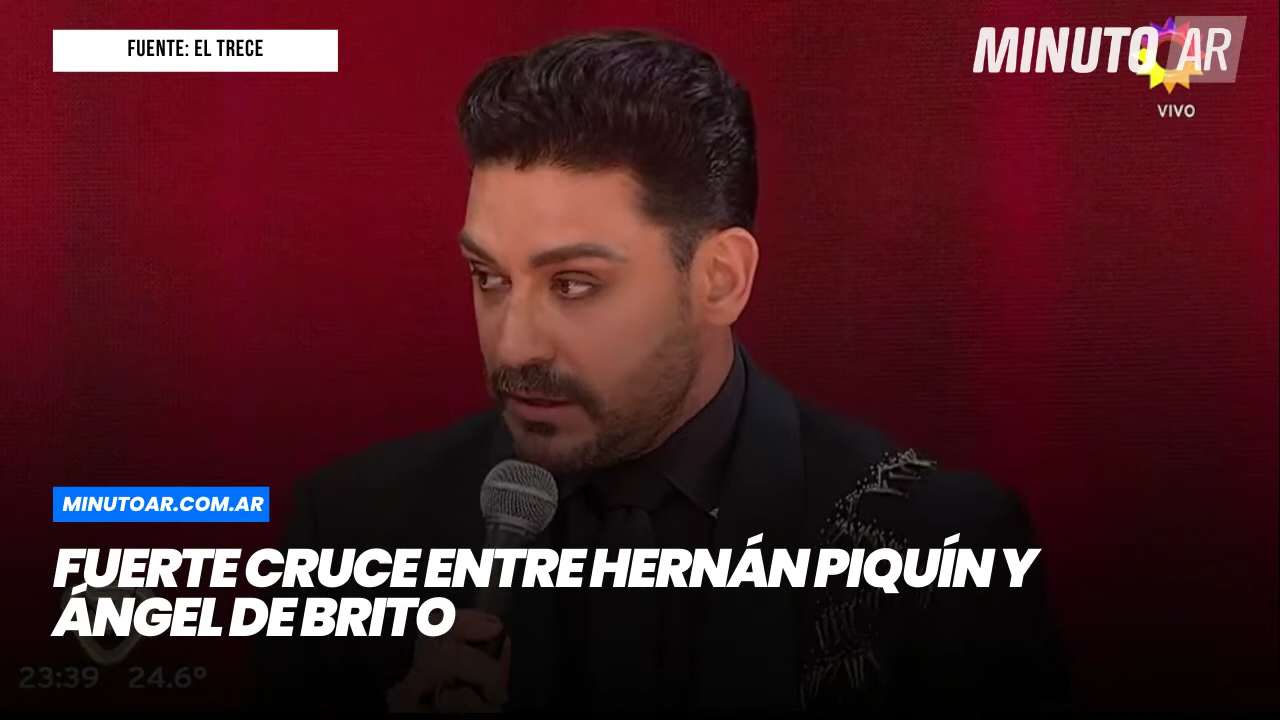 FUENTE: EL TRECE
MINUTO AR
VIVO
MINUTOAR.COM.AR
FUERTE CRUCE ENTRE HERNÁN PIQUÍN Y
ÁNGEL DE BRITO
23:39 24.6°